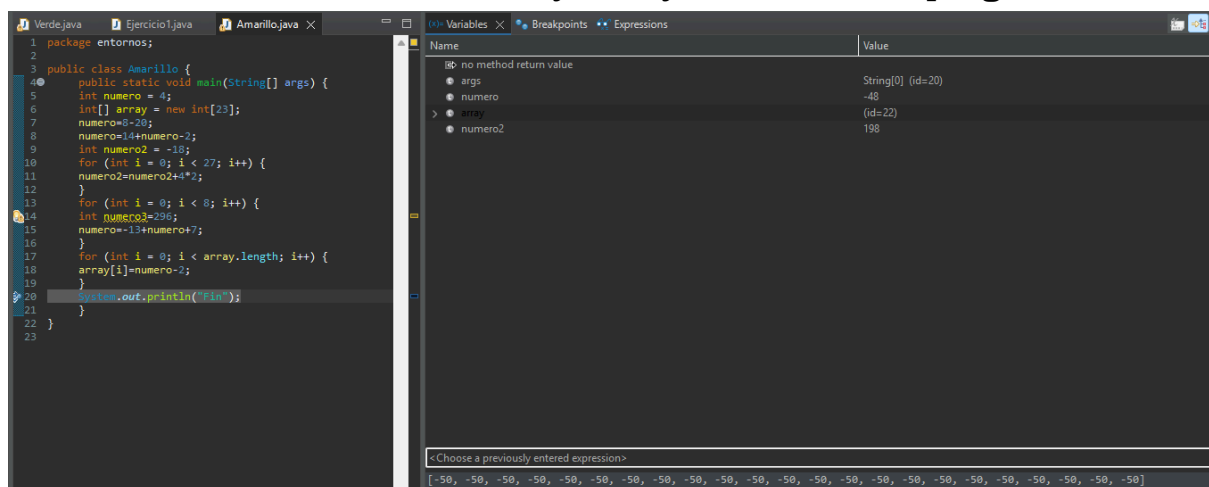 Verde.java Ejercicio1.java Amarillo.java
1 package entornos;
2
3 public class Amarillo {
4 public static void main(String[] args) {
5 int numero = 4;
6 int[] array = new int[23];
7 numero=8-20;
8 numero=14+numero-2;
9 int numero2 = -18;
10 for (int i = 0; i < 27; i++) {
11 numero2=numero2+4*2;
12 }
13 for (int i = 0; i < 8; i++) {
14 int numero3=296;
15 numero=-13+numero+7;
16 }
17 for (int i = 0; i < array.length; i++) {
18 array[i]=numero-2;
19 }
20 System.out.println("Fin");
21 }
22 }
23
(x)= Variables Breakpoints Expressions
Name Value
no method return value
args String[0] (id=20)
numero -48
array (id=22)
numero2 198
<Choose a previously entered expression>
[-50, -50, -50, -50, -50, -50, -50, -50, -50, -50, -50, -50, -50, -50, -50, -50, -50, -50, -50, -50, -50, -50, -50]